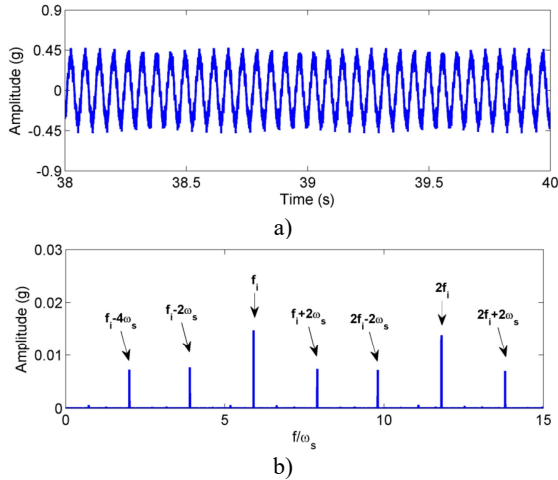 0.9
0.45
0
-0.45
-0.9
Amplitude (g)
38 38.5 39 39.5 40
Time (s)
a)
0.03
0.02
0.01
0
Amplitude (g)
fᵢ-4ωₛ
fᵢ-2ωₛ
fᵢ
fᵢ+2ωₛ
2fᵢ-2ωₛ
2fᵢ
2fᵢ+2ωₛ
0 5 10 15
f/ωₛ
b)